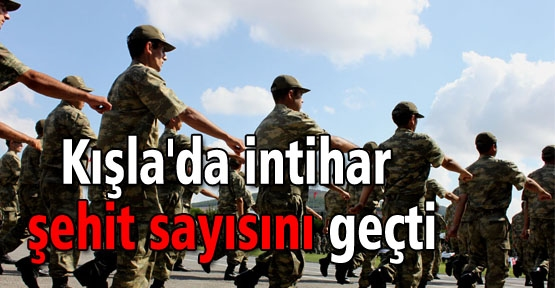 Kışla'da intihar
şehit sayısını geçti